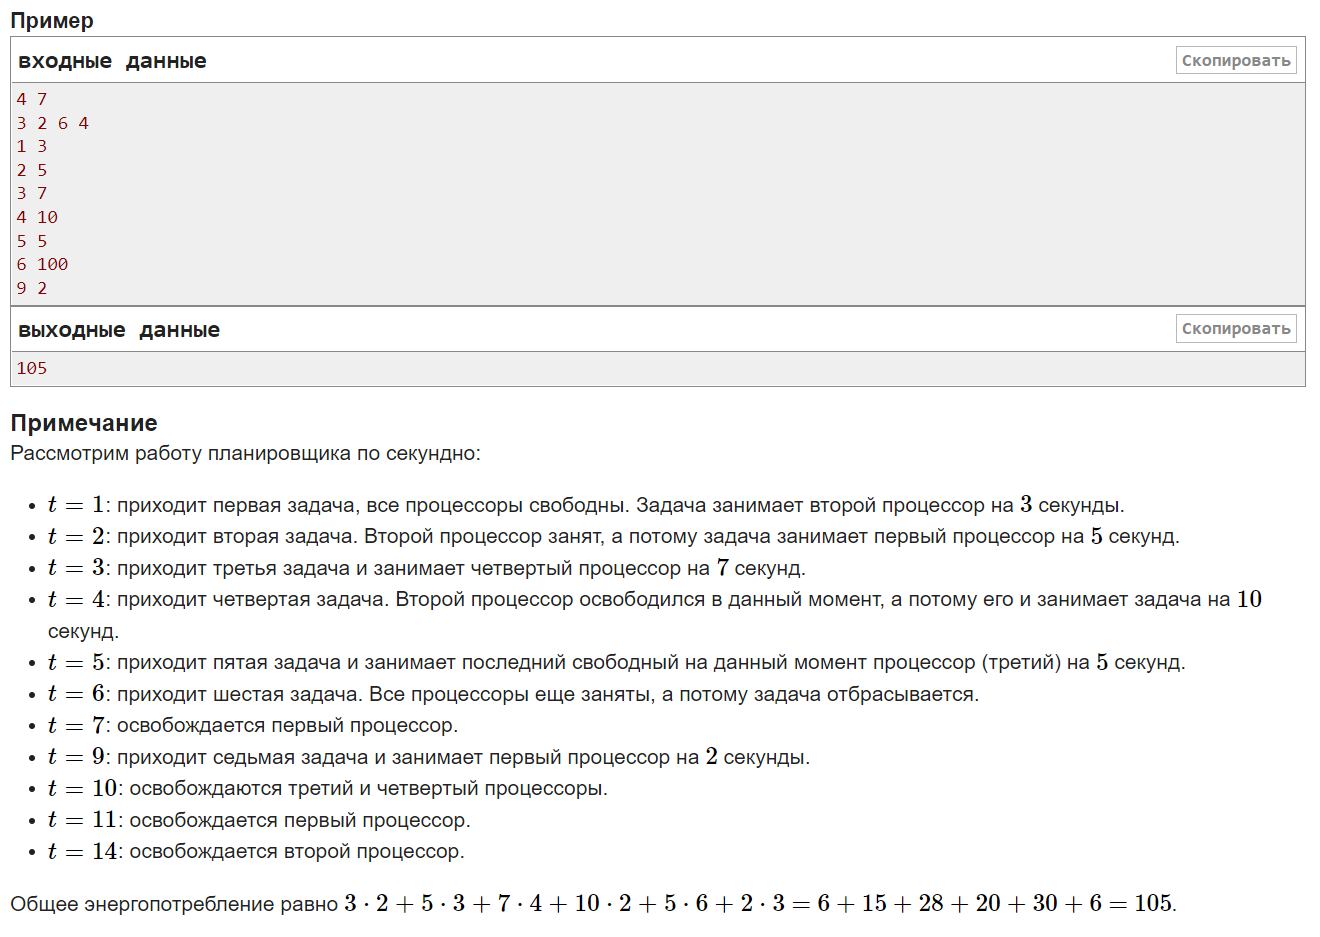 Пример
входные данные
Скопировать
4 7
3 2 6 4
1 3
2 5
3 7
4 10
5 5
6 100
9 2
выходные данные
Скопировать
105
Примечание
Рассмотрим работу планировщика по секундно:
• t = 1: приходит первая задача, все процессоры свободны. Задача занимает второй процессор на 3 секунды.
• t = 2: приходит вторая задача. Второй процессор занят, а потому задача занимает первый процессор на 5 секунд.
• t = 3: приходит третья задача и занимает четвертый процессор на 7 секунд.
• t = 4: приходит четвертая задача. Второй процессор освободился в данный момент, а потому его и занимает задача на 10
секунд.
• t = 5: приходит пятая задача и занимает последний свободный на данный момент процессор (третий) на 5 секунд.
• t = 6: приходит шестая задача. Все процессоры еще заняты, а потому задача отбрасывается.
• t = 7: освобождается первый процессор.
• t = 9: приходит седьмая задача и занимает первый процессор на 2 секунды.
• t = 10: освобождаются третий и четвертый процессоры.
• t = 11: освобождается первый процессор.
• t = 14: освобождается второй процессор.
Общее энергопотребление равно 3 · 2 + 5 · 3 + 7 · 4 + 10 · 2 + 5 · 6 + 2 · 3 = 6 + 15 + 28 + 20 + 30 + 6 = 105.